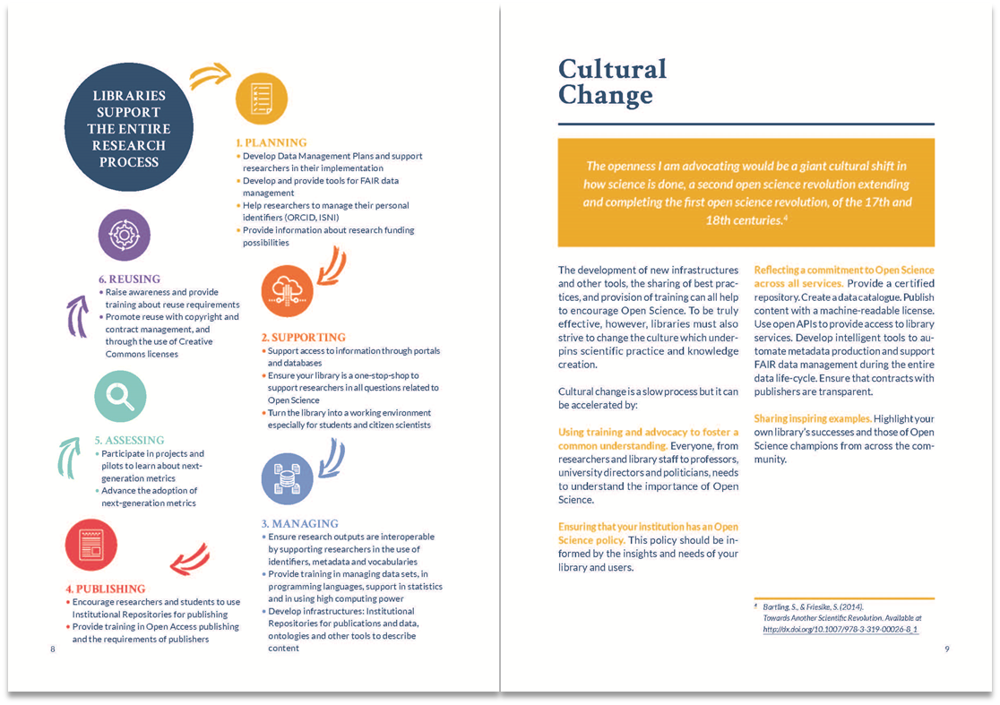 LIBRARIES
SUPPORT
THE ENTIRE
RESEARCH
PROCESS
1. PLANNING
• Develop Data Management Plans and support
researchers in their implementation
• Develop and provide tools for FAIR data
management
• Help researchers to manage their personal
identifiers (ORCID, ISNI)
• Provide information about research funding
possibilities
2. SUPPORTING
• Support access to information through portals
and databases
• Ensure your library is a one-stop-shop to
support researchers in all questions related to
Open Science
• Turn the library into a working environment
especially for students and citizen scientists
3. MANAGING
• Ensure research outputs are interoperable
by supporting researchers in the use of
identifiers, metadata and vocabularies
• Provide training in managing data sets, in
programming languages, support in statistics
and in using high computing power
• Develop infrastructures: Institutional
Repositories for publications and data,
ontologies and other tools to describe
content
4. PUBLISHING
• Encourage researchers and students to use
Institutional Repositories for publishing
• Provide training in Open Access publishing
and the requirements of publishers
5. ASSESSING
• Participate in projects and
pilots to learn about next-
generation metrics
• Advance the adoption of
next-generation metrics
6. REUSING
• Raise awareness and provide
training about reuse requirements
• Promote reuse with copyright and
contract management, and
through the use of Creative
Commons licenses
8
Cultural
Change
The openness I am advocating would be a giant cultural shift in
how science is done, a second open science revolution extending
and completing the first open science revolution, of the 17th and
18th centuries.⁴
The development of new infrastructures
and other tools, the sharing of best prac-
tices, and provision of training can all help
to encourage Open Science. To be truly
effective, however, libraries must also
strive to change the culture which under-
pins scientific practice and knowledge
creation.
Cultural change is a slow process but it can
be accelerated by:
Using training and advocacy to foster a
common understanding. Everyone, from
researchers and library staff to professors,
university directors and politicians, needs
to understand the importance of Open
Science.
Ensuring that your institution has an Open
Science policy. This policy should be in-
formed by the insights and needs of your
library and users.
Reflecting a commitment to Open Science
across all services. Provide a certified
repository. Create a data catalogue. Publish
content with a machine-readable license.
Use open APIs to provide access to library
services. Develop intelligent tools to au-
tomate metadata production and support
FAIR data management during the entire
data life-cycle. Ensure that contracts with
publishers are transparent.
Sharing inspiring examples. Highlight your
own library's successes and those of Open
Science champions from across the com-
munity.
⁴ Bartling, S., & Friesike, S. (2014).
Towards Another Scientific Revolution. Available at
http://dx.doi.org/10.1007/978-3-319-00026-8_1
9